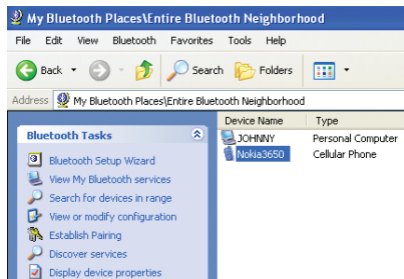 My Bluetooth Places\Entire Bluetooth Neighborhood
File Edit View Bluetooth Favorites Tools Help
Back Search Folders
Address My Bluetooth Places\Entire Bluetooth Neighborhood
Bluetooth Tasks
Bluetooth Setup Wizard
View My Bluetooth services
Search for devices in range
View or modify configuration
Establish Pairing
Discover services
Display device properties
Device Name Type
JOHNNY Personal Computer
Nokia3650 Cellular Phone